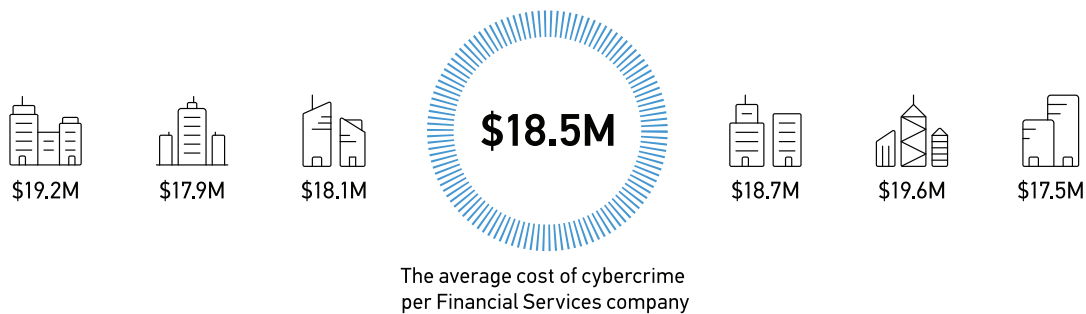 $18.5M
$19.2M
$17.9M
$18.1M
$18.7M
$19.6M
$17.5M
The average cost of cybercrime
per Financial Services company